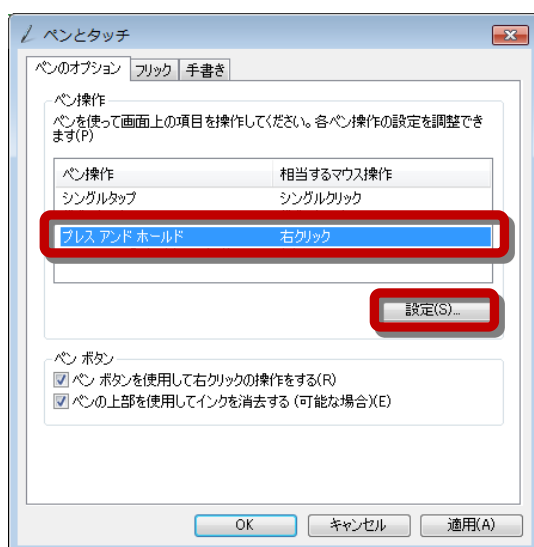 ペンとタッチ
ペンのオプション フリック 手書き
ペン操作
ペンを使って画面上の項目を操作してください。各ペン操作の設定を調整でき
ます(P)
ペン操作 相当するマウス操作
シングルタップ シングルクリック
プレス アンド ホールド 右クリック
設定(S)...
ペン ボタン
ペン ボタンを使用して右クリックの操作をする(R)
ペンの上部を使用してインクを消去する (可能な場合)(E)
OK キャンセル 適用(A)